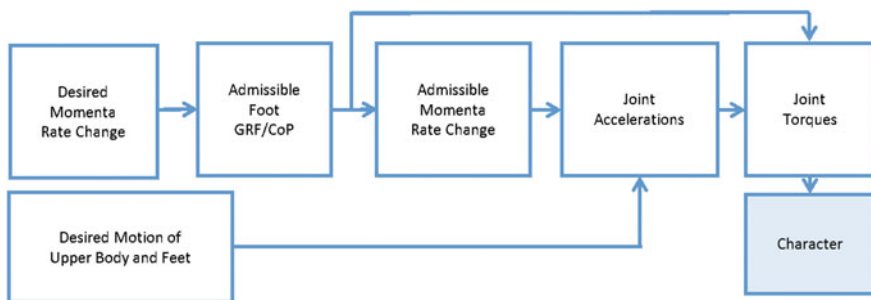 Desired
Momenta
Rate Change
Admissible
Foot
GRF/CoP
Admissible
Momenta
Rate Change
Joint
Accelerations
Joint
Torques
Desired Motion of
Upper Body and Feet
Character